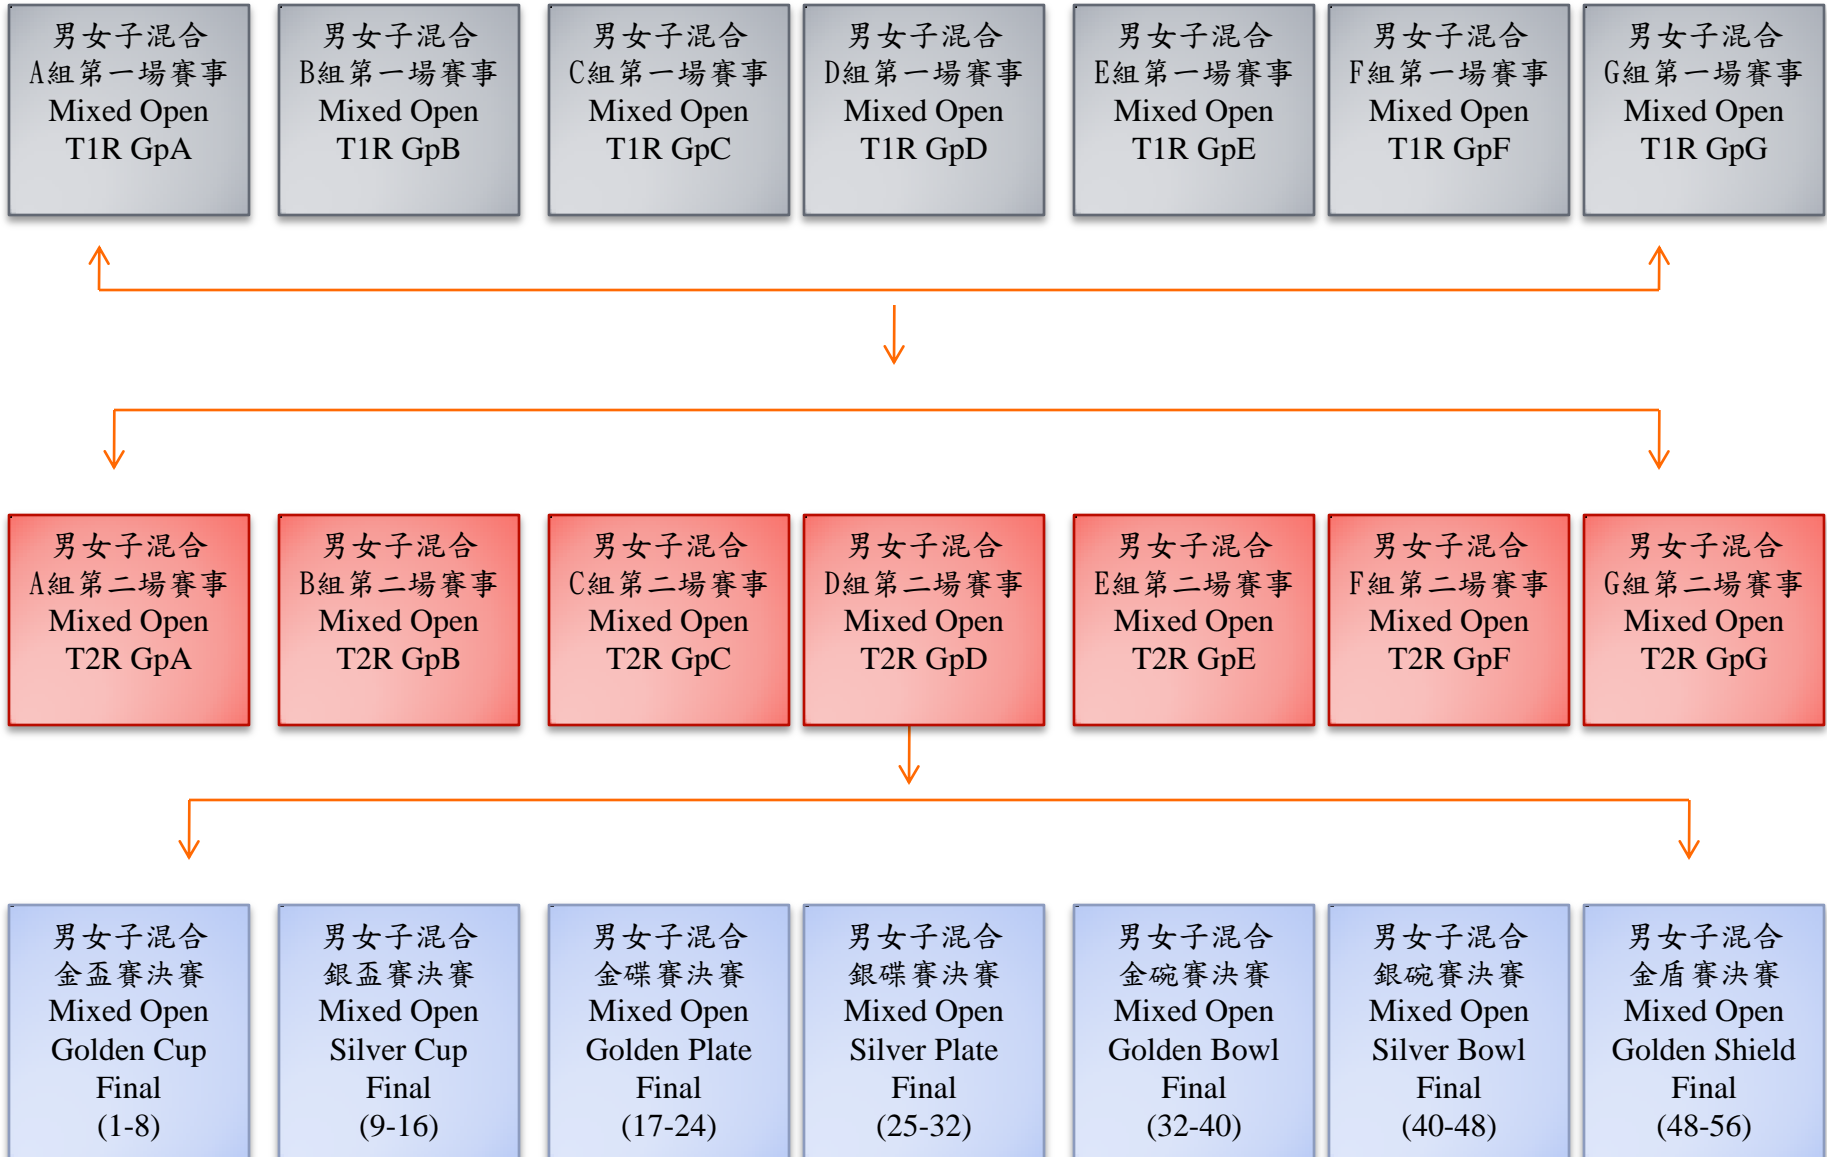 男女子混合
A組第一場賽事
Mixed Open
T1R GpA
男女子混合
B組第一場賽事
Mixed Open
T1R GpB
男女子混合
C組第一場賽事
Mixed Open
T1R GpC
男女子混合
D組第一場賽事
Mixed Open
T1R GpD
男女子混合
E組第一場賽事
Mixed Open
T1R GpE
男女子混合
F組第一場賽事
Mixed Open
T1R GpF
男女子混合
G組第一場賽事
Mixed Open
T1R GpG
男女子混合
A組第二場賽事
Mixed Open
T2R GpA
男女子混合
B組第二場賽事
Mixed Open
T2R GpB
男女子混合
C組第二場賽事
Mixed Open
T2R GpC
男女子混合
D組第二場賽事
Mixed Open
T2R GpD
男女子混合
E組第二場賽事
Mixed Open
T2R GpE
男女子混合
F組第二場賽事
Mixed Open
T2R GpF
男女子混合
G組第二場賽事
Mixed Open
T2R GpG
男女子混合
金盃賽決賽
Mixed Open
Golden Cup
Final
(1-8)
男女子混合
銀盃賽決賽
Mixed Open
Silver Cup
Final
(9-16)
男女子混合
金碟賽決賽
Mixed Open
Golden Plate
Final
(17-24)
男女子混合
銀碟賽決賽
Mixed Open
Silver Plate
Final
(25-32)
男女子混合
金碗賽決賽
Mixed Open
Golden Bowl
Final
(32-40)
男女子混合
銀碗賽決賽
Mixed Open
Silver Bowl
Final
(40-48)
男女子混合
金盾賽決賽
Mixed Open
Golden Shield
Final
(48-56)